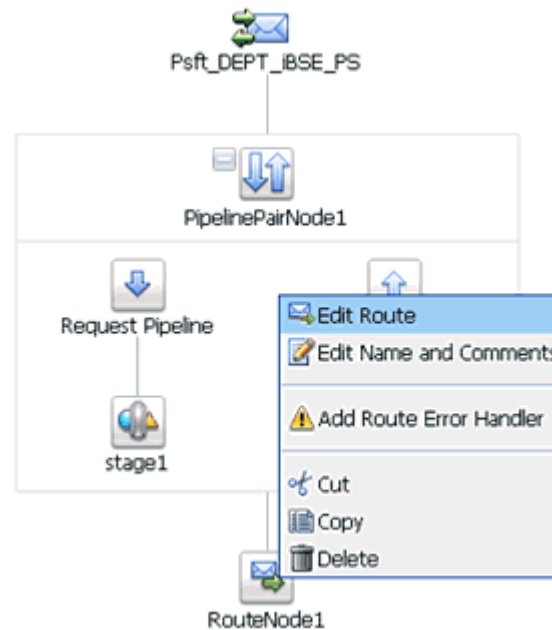 Psft_DEPT_iBSE_PS
PipelinePairNode1
Request Pipeline
stage1
Edit Route
Edit Name and Comments
Add Route Error Handler
Cut
Copy
Delete
RouteNode1